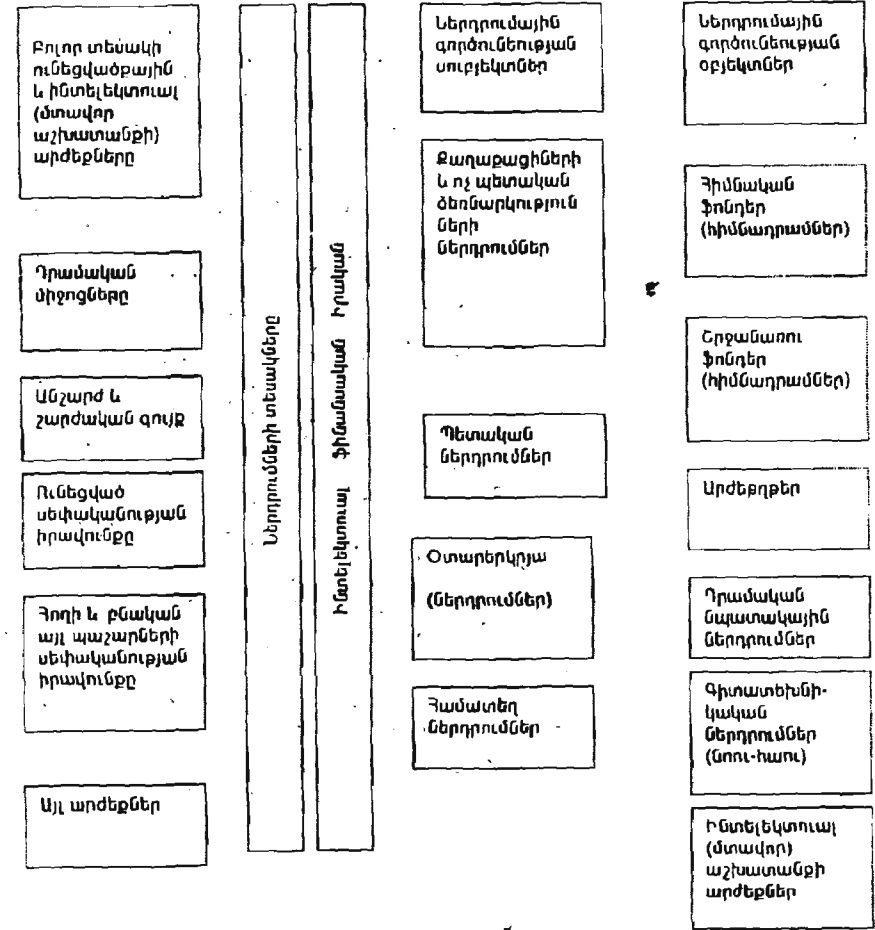 Բոլոր տեսակի
ունեցվածքային
և ինտելեկտուալ
(մտավոր
աշխատանքի)
արժեքները
Դրամական
միջոցները
Անշարժ և
շարժական գույք
Ունեցված
սեփականության
իրավունքը
Հողի և բնական
այլ պաշարների
սեփականության
իրավունքը
Այլ արժեքներ
Ներդրումների տեսակները
Ինտելեկտուալ ֆինանսական իրական
Ներդրումային
գործունեության
սուբյեկտներ
Քաղաքացիների
և ոչ պետական
ձեռնարկություն
ների
ներդրումներ
Պետական
ներդրումներ
Օտարերկրյա
(ներդրումներ)
Համատեղ
ներդրումներ
Ներդրումային
գործունեության
օբյեկտներ
Հիմնական
ֆոնդեր
(հիմնադրամներ)
Շրջանառու
ֆոնդեր
(հիմնադրամներ)
Արժեթղթեր
Դրամական
նպատակային
ներդրումներ
Գիտատեխնի-
կական
ներդրումներ
(նոու-հաու)
Ինտելեկտուալ
(մտավոր)
աշխատանքի
արժեքներ